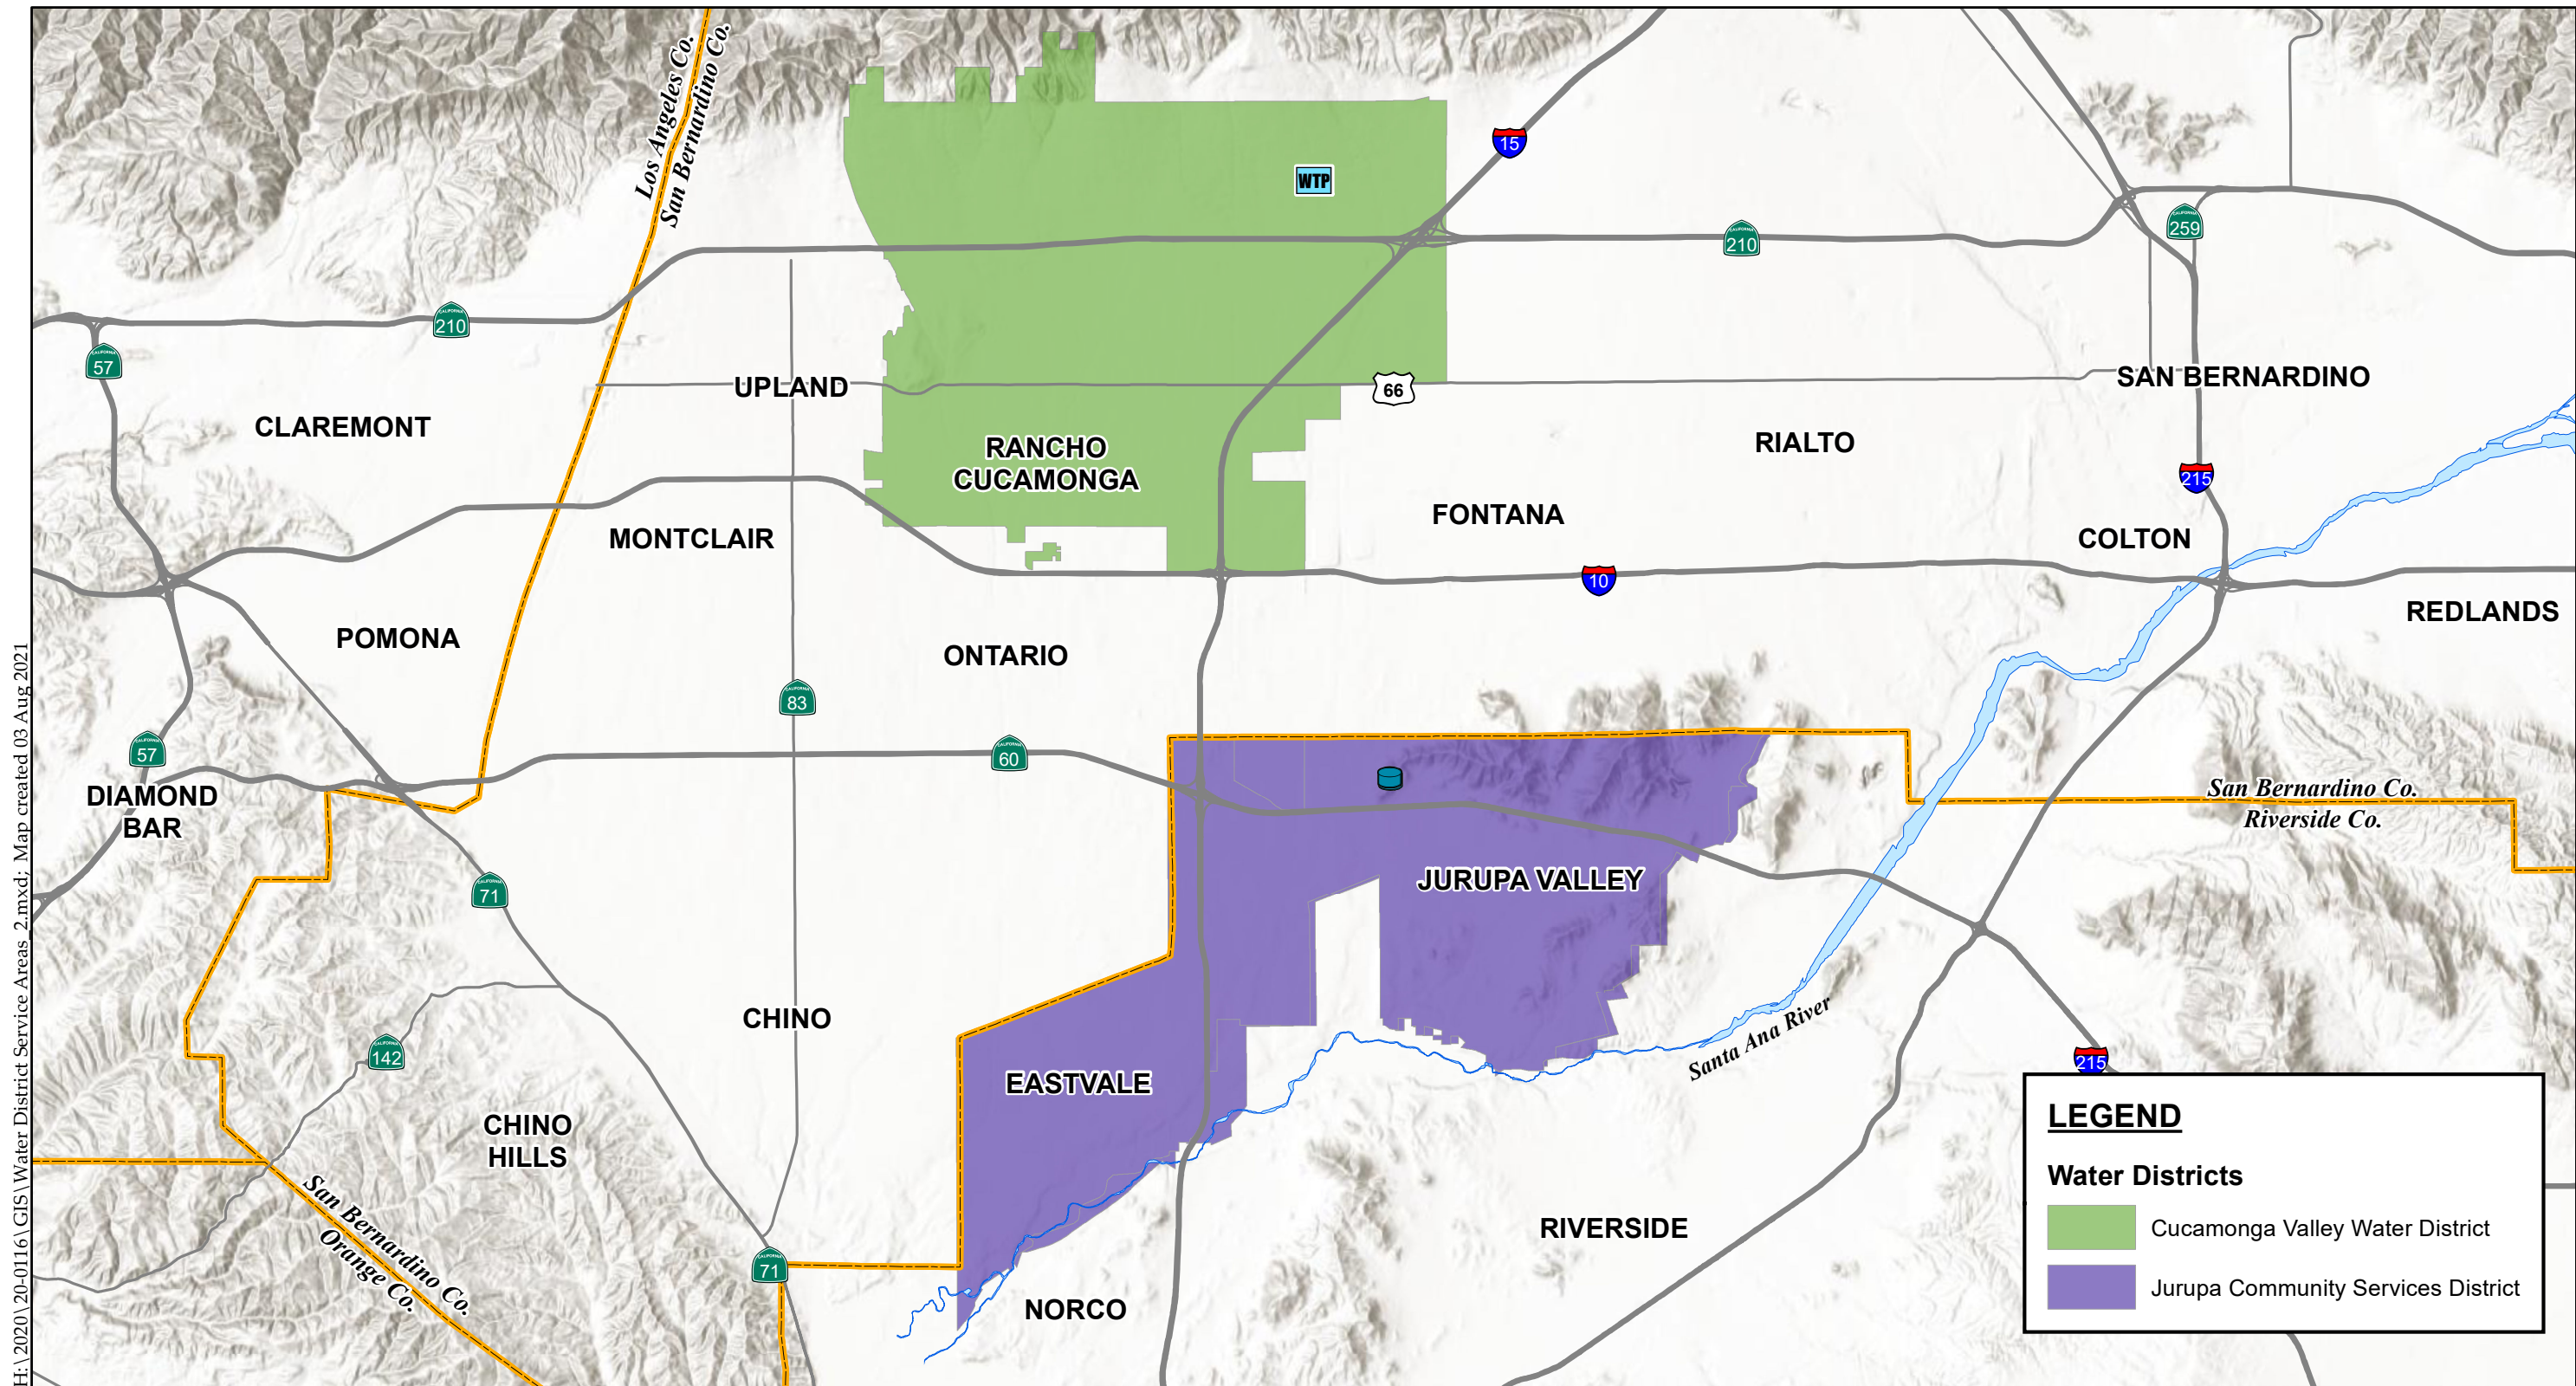 Los Angeles Co.
San Bernardino Co.
15
WTP
259
210
210
57
UPLAND
66
SAN BERNARDINO
CLAREMONT
RANCHO
CUCAMONGA
RIALTO
215
FONTANA
MONTCLAIR
COLTON
10
REDLANDS
POMONA
ONTARIO
83
57
60
DIAMOND
BAR
San Bernardino Co.
Riverside Co.
71
JURUPA VALLEY
CHINO
142
Santa Ana River
215
EASTVALE
CHINO
HILLS
San Bernardino Co.
Orange Co.
71
RIVERSIDE
NORCO
LEGEND
Water Districts
Cucamonga Valley Water District
Jurupa Community Services District
H:\2020\20-0116\GIS\Water District Service Areas_2.mxd; Map created 03 Aug 2021